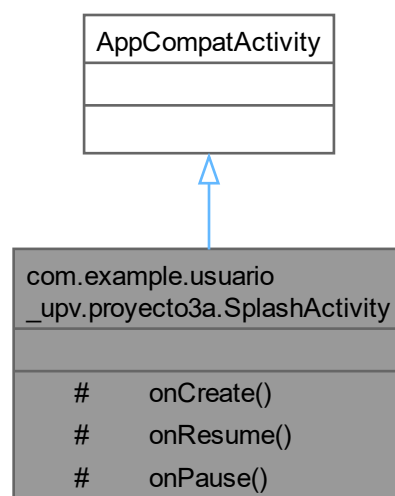 AppCompatActivity
com.example.usuario
_upv.proyecto3a.SplashActivity
# onCreate()
# onResume()
# onPause()